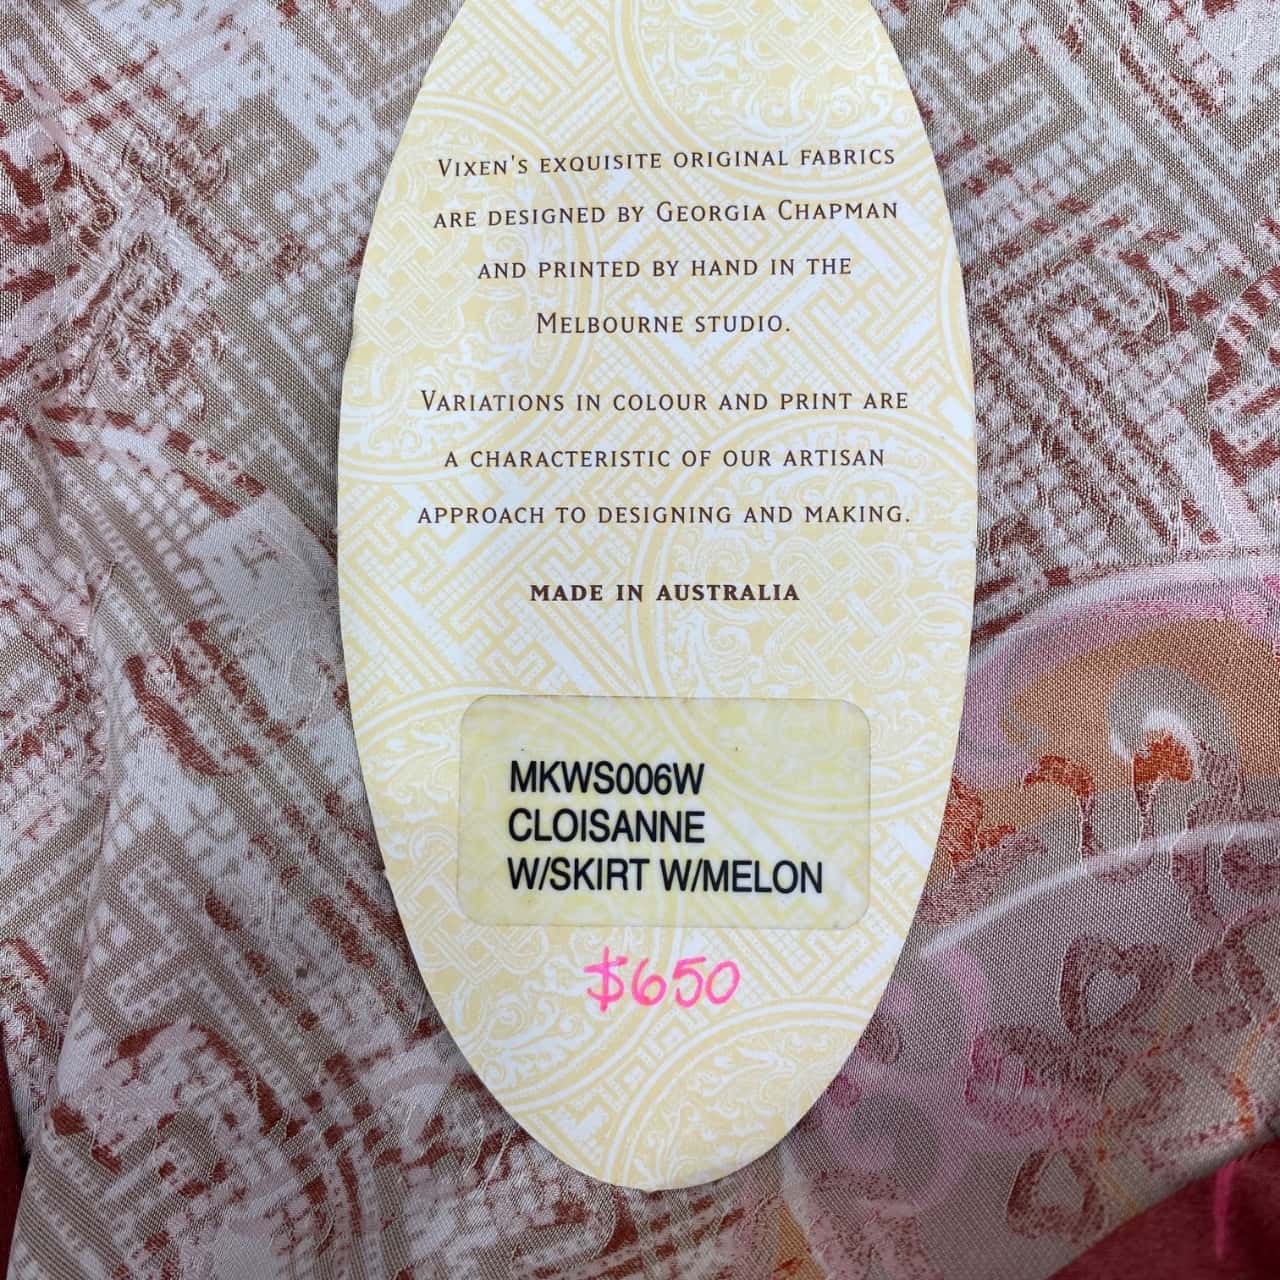 VIXEN'S EXQUISITE ORIGINAL FABRICS
ARE DESIGNED BY GEORGIA CHAPMAN
AND PRINTED BY HAND IN THE
MELBOURNE STUDIO.
VARIATIONS IN COLOUR AND PRINT ARE
A CHARACTERISTIC OF OUR ARTISAN
APPROACH TO DESIGNING AND MAKING.
MADE IN AUSTRALIA
MKWS006W
CLOISANNE
W/SKIRT W/MELON
$650